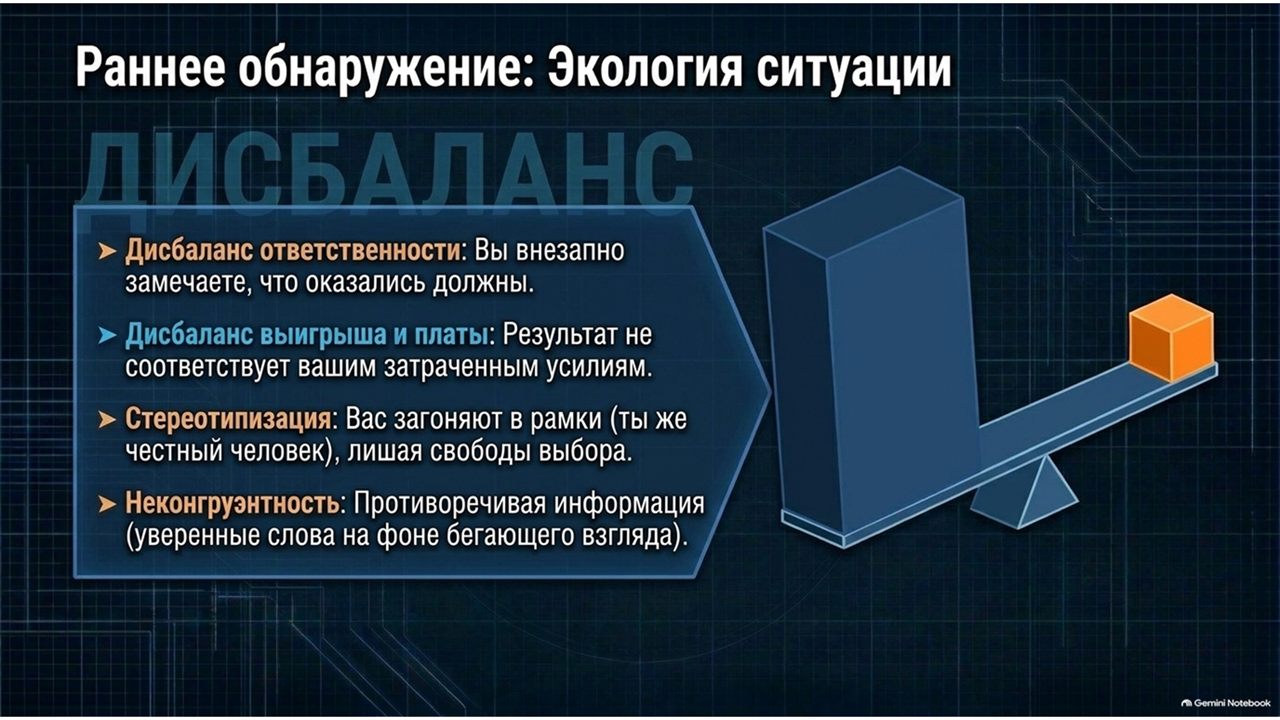 Раннее обнаружение: Экология ситуации
ДИСБАЛАНС
➤ Дисбаланс ответственности: Вы внезапно
замечаете, что оказались должны.
➤ Дисбаланс выигрыша и платы: Результат не
соответствует вашим затраченным усилиям.
➤ Стереотипизация: Вас загоняют в рамки (ты же
честный человек), лишая свободы выбора.
➤ Неконгруэнтность: Противоречивая информация
(уверенные слова на фоне бегающего взгляда).
Gemini Notebook